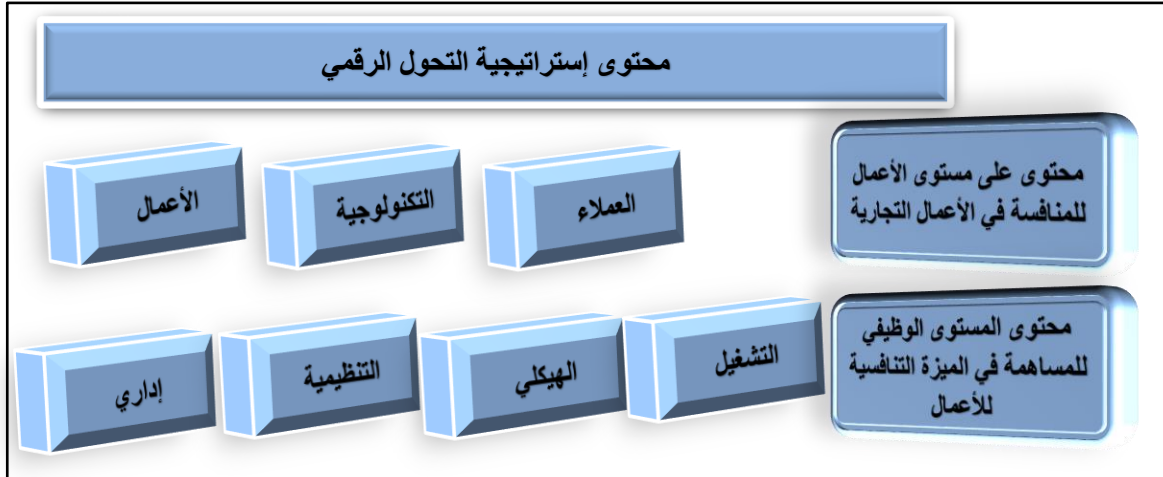 محتوى إستراتيجية التحول الرقمي
محتوى على مستوى الأعمال
للمنافسة في الأعمال التجارية
العملاء
التكنولوجية
الأعمال
محتوى المستوى الوظيفي
للمساهمة في الميزة التنافسية
للأعمال
التشغيل
الهيكلي
التنظيمية
إداري